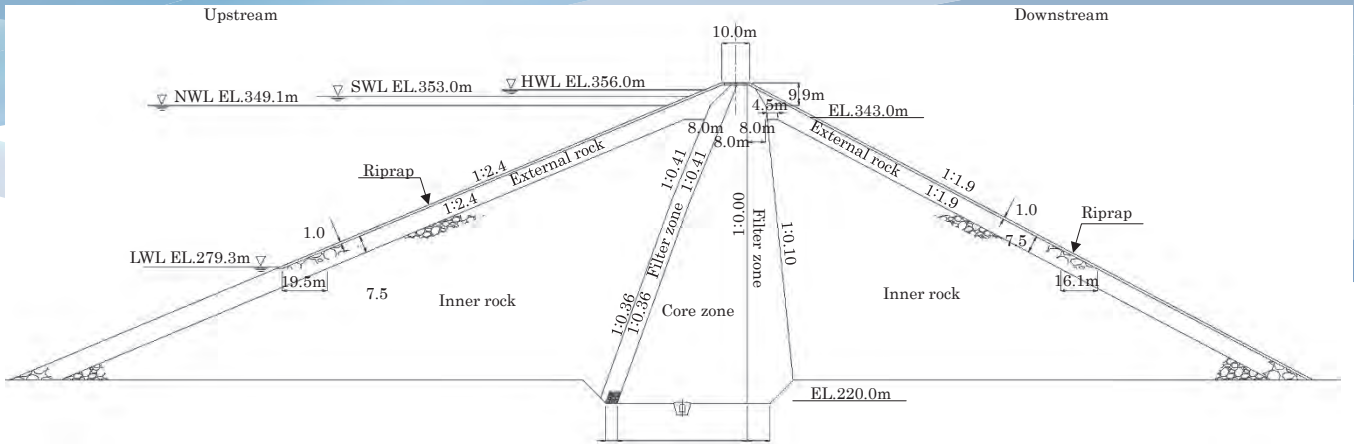 Upstream
Downstream
10.0m
HWL EL.356.0m
SWL EL.353.0m
NWL EL.349.1m
9.9m
4.5m
EL.343.0m
8.0m
8.0m
8.0m
External rock
External rock
1:2.4
1:2.4
Riprap
1:0.41
1:0.41
1:1.9
1:1.9
1.0
1.0
Riprap
7.5
LWL EL.279.3m
19.5m
16.1m
7.5
Filter zone
1:0.00
Filter zone
1:0.10
Inner rock
Inner rock
Core zone
1:0.36
1:0.36
EL.220.0m